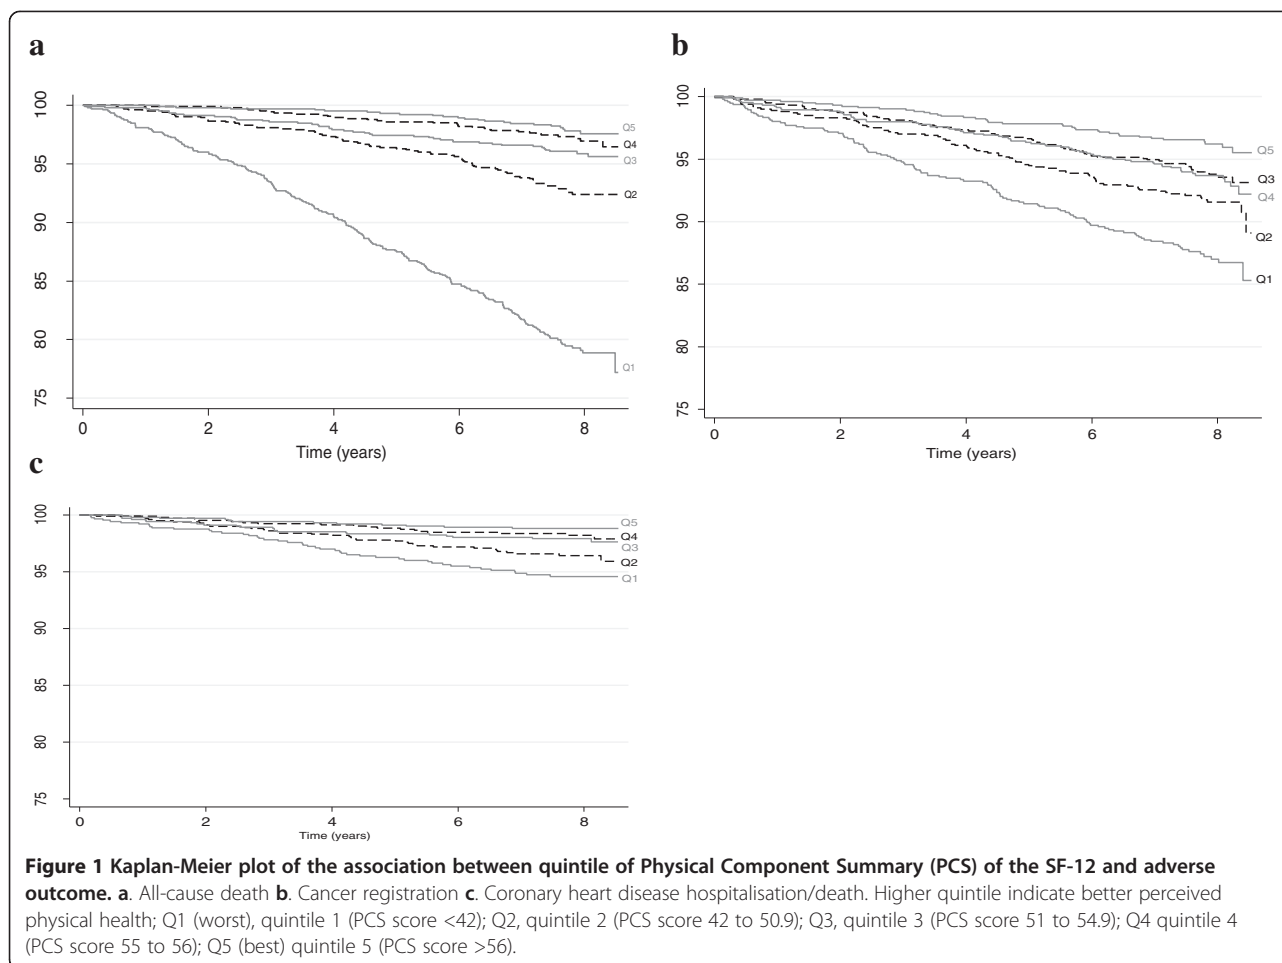 a
100
95
90
85
80
75
0
2
4
6
8
Time (years)
Q5
Q4
Q3
Q2
Q1
b
100
95
90
85
80
75
0
2
4
6
8
Time (years)
Q5
Q3
Q4
Q2
Q1
c
100
95
90
85
80
75
0
2
4
6
8
Time (years)
Q5
Q4
Q3
Q2
Q1
Figure 1 Kaplan-Meier plot of the association between quintile of Physical Component Summary (PCS) of the SF-12 and adverse
outcome. a. All-cause death b. Cancer registration c. Coronary heart disease hospitalisation/death. Higher quintile indicate better perceived
physical health; Q1 (worst), quintile 1 (PCS score <42); Q2, quintile 2 (PCS score 42 to 50.9); Q3, quintile 3 (PCS score 51 to 54.9); Q4 quintile 4
(PCS score 55 to 56); Q5 (best) quintile 5 (PCS score >56).